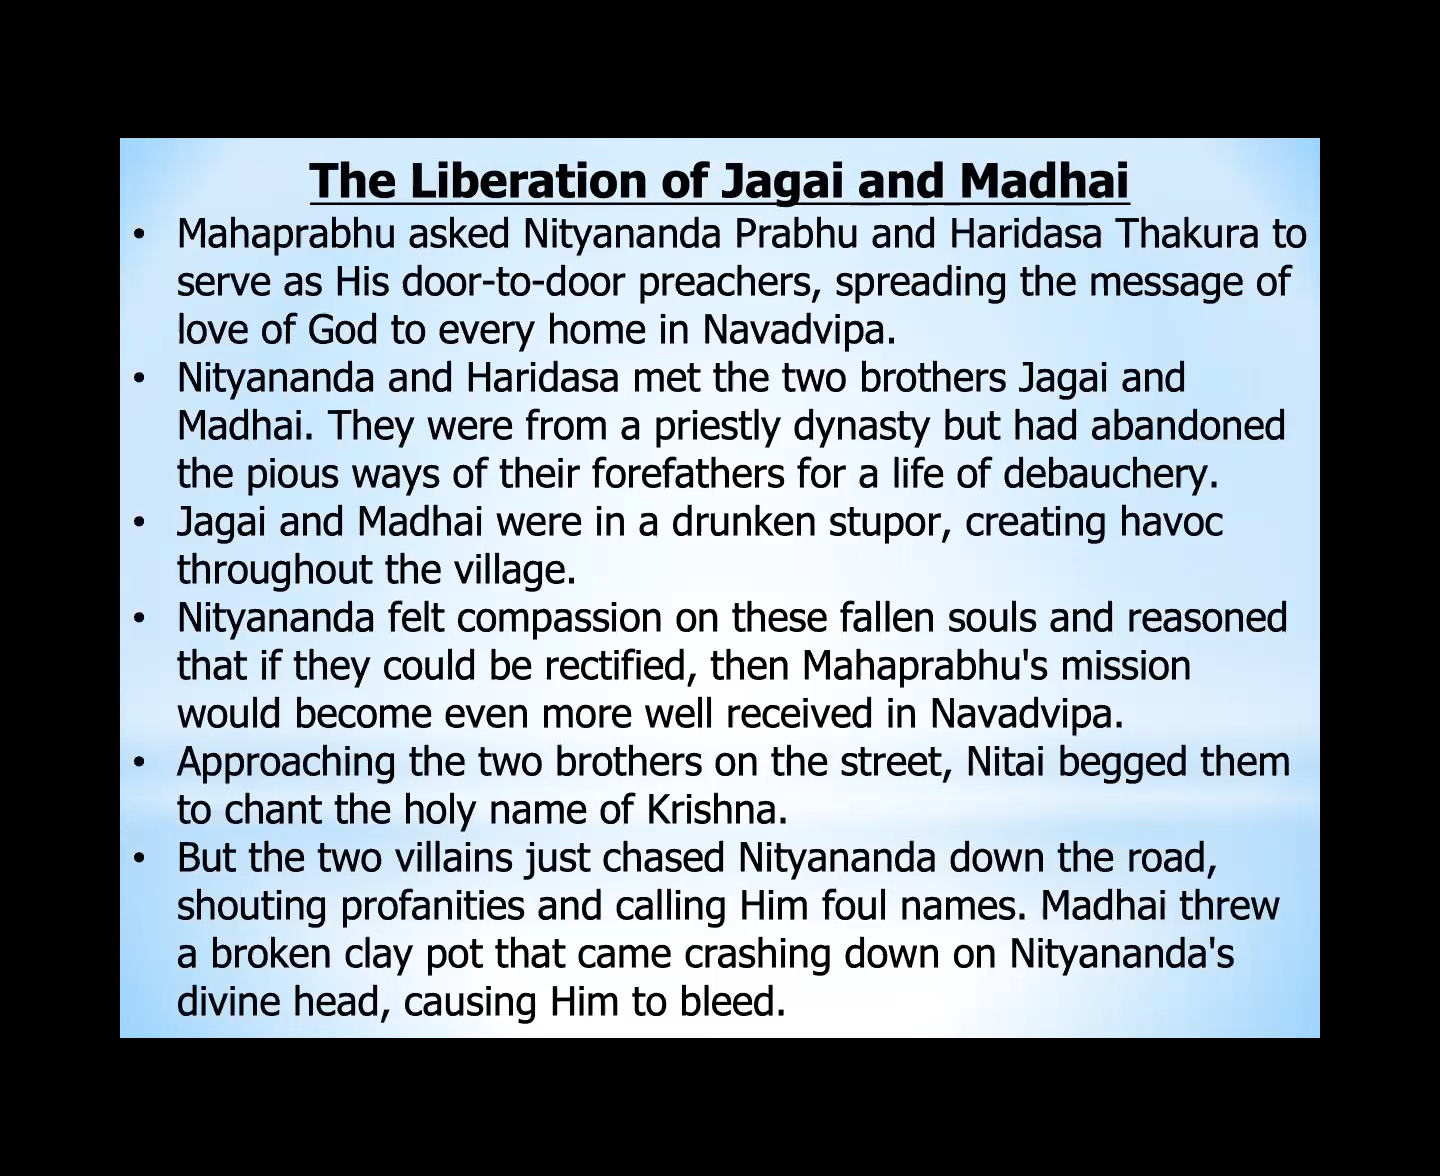 The Liberation of Jagai and Madhai
• Mahaprabhu asked Nityananda Prabhu and Haridasa Thakura to
serve as His door-to-door preachers, spreading the message of
love of God to every home in Navadvipa.
• Nityananda and Haridasa met the two brothers Jagai and
Madhai. They were from a priestly dynasty but had abandoned
the pious ways of their forefathers for a life of debauchery.
• Jagai and Madhai were in a drunken stupor, creating havoc
throughout the village.
• Nityananda felt compassion on these fallen souls and reasoned
that if they could be rectified, then Mahaprabhu's mission
would become even more well received in Navadvipa.
• Approaching the two brothers on the street, Nitai begged them
to chant the holy name of Krishna.
• But the two villains just chased Nityananda down the road,
shouting profanities and calling Him foul names. Madhai threw
a broken clay pot that came crashing down on Nityananda's
divine head, causing Him to bleed.